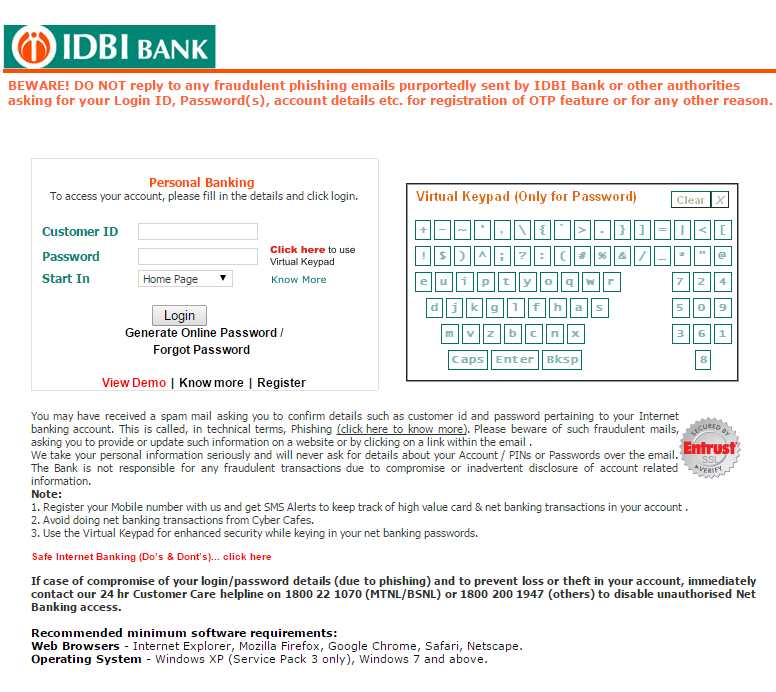 IDBI BANK
BEWARE! DO NOT reply to any fraudulent phishing emails purportedly sent by IDBI Bank or other authorities
asking for your Login ID, Password(s), account details etc. for registration of OTP feature or for any other reason.
Personal Banking
To access your account, please fill in the details and click login.
Customer ID
Password
Click here to use
Virtual Keypad
Start In
Home Page
Know More
Login
Generate Online Password /
Forgot Password
View Demo | Know more | Register
Virtual Keypad (Only for Password)
Clear X
+ - ~ ' , \ { ` > . } ] = | < [
! $ ) ^ ; ? : ( # % & / _ * " @
e u i p t y o q w r 7 2 4
d j k g l f h a s 5 0 9
m v z b c n x 3 6 1
Caps Enter Bksp 8
You may have received a spam mail asking you to confirm details such as customer id and password pertaining to your Internet
banking account. This is called, in technical terms, Phishing (click here to know more). Please beware of such fraudulent mails,
asking you to provide or update such information on a website or by clicking on a link within the email .
We take your personal information seriously and will never ask for details about your Account / PINs or Passwords over the email.
The Bank is not responsible for any fraudulent transactions due to compromise or inadvertent disclosure of account related
information.
SECURED BY
Entrust
SSL
VERIFY
Note:
1. Register your Mobile number with us and get SMS Alerts to keep track of high value card & net banking transactions in your account .
2. Avoid doing net banking transactions from Cyber Cafes.
3. Use the Virtual Keypad for enhanced security while keying in your net banking passwords.
Safe Internet Banking (Do's & Dont's)... click here
If case of compromise of your login/password details (due to phishing) and to prevent loss or theft in your account, immediately
contact our 24 hr Customer Care helpline on 1800 22 1070 (MTNL/BSNL) or 1800 200 1947 (others) to disable unauthorised Net
Banking access.
Recommended minimum software requirements:
Web Browsers - Internet Explorer, Mozilla Firefox, Google Chrome, Safari, Netscape.
Operating System - Windows XP (Service Pack 3 only), Windows 7 and above.